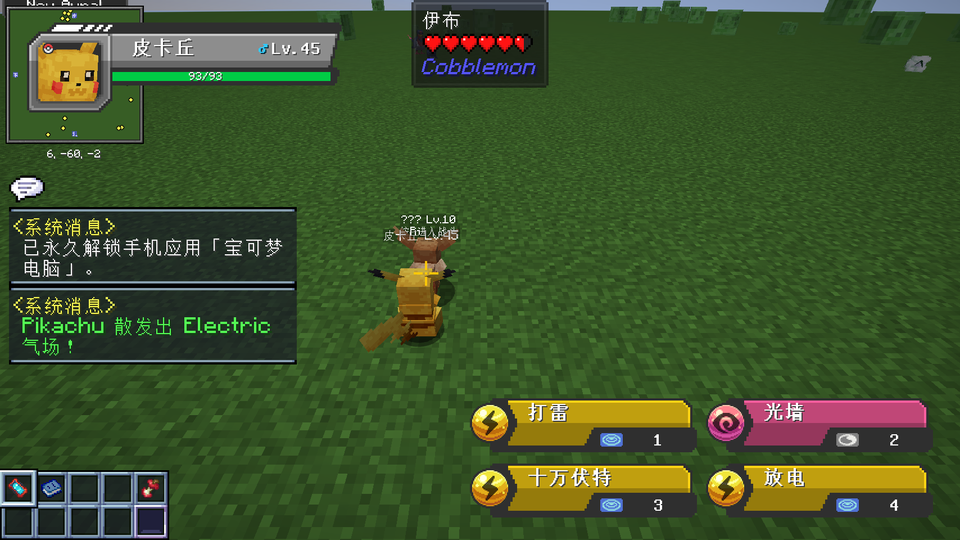 皮卡丘
♂Lv.45
93/93
伊布
Cobblemon
6, -60, -2
<系统消息>
已永久解锁手机应用「宝可梦
电脑」。
<系统消息>
Pikachu 散发出 Electric
气场！
??? Lv.10
打雷
1
光墙
2
十万伏特
3
放电
4